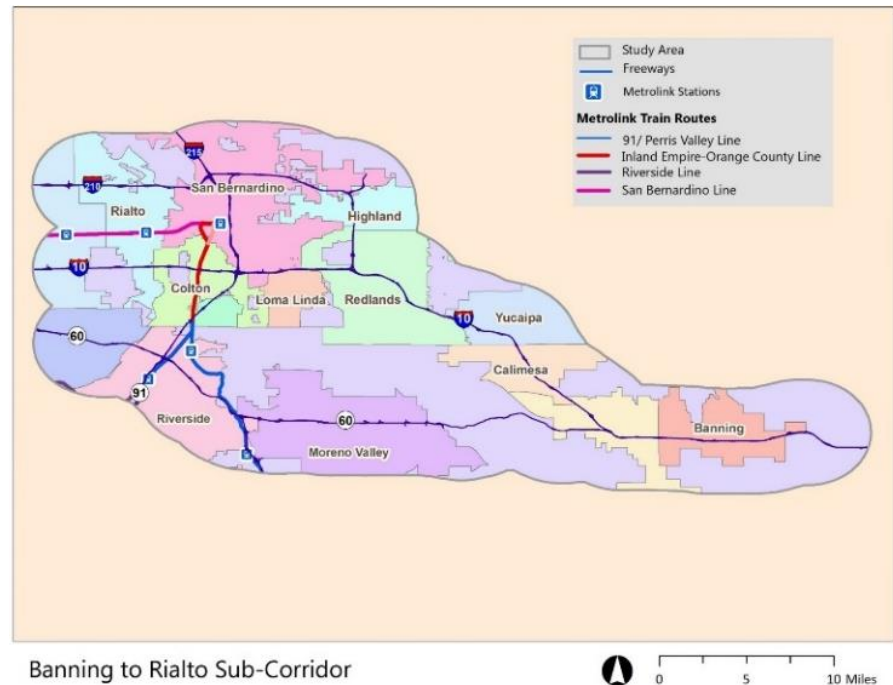 Study Area
Freeways
Metrolink Stations
Metrolink Train Routes
91/ Perris Valley Line
Inland Empire-Orange County Line
Riverside Line
San Bernardino Line
215
210
San Bernardino
Rialto
Highland
10
Colton
Loma Linda
Redlands
10
Yucaipa
60
Calimesa
91
Riverside
60
Banning
Moreno Valley
Banning to Rialto Sub-Corridor
0 5 10 Miles